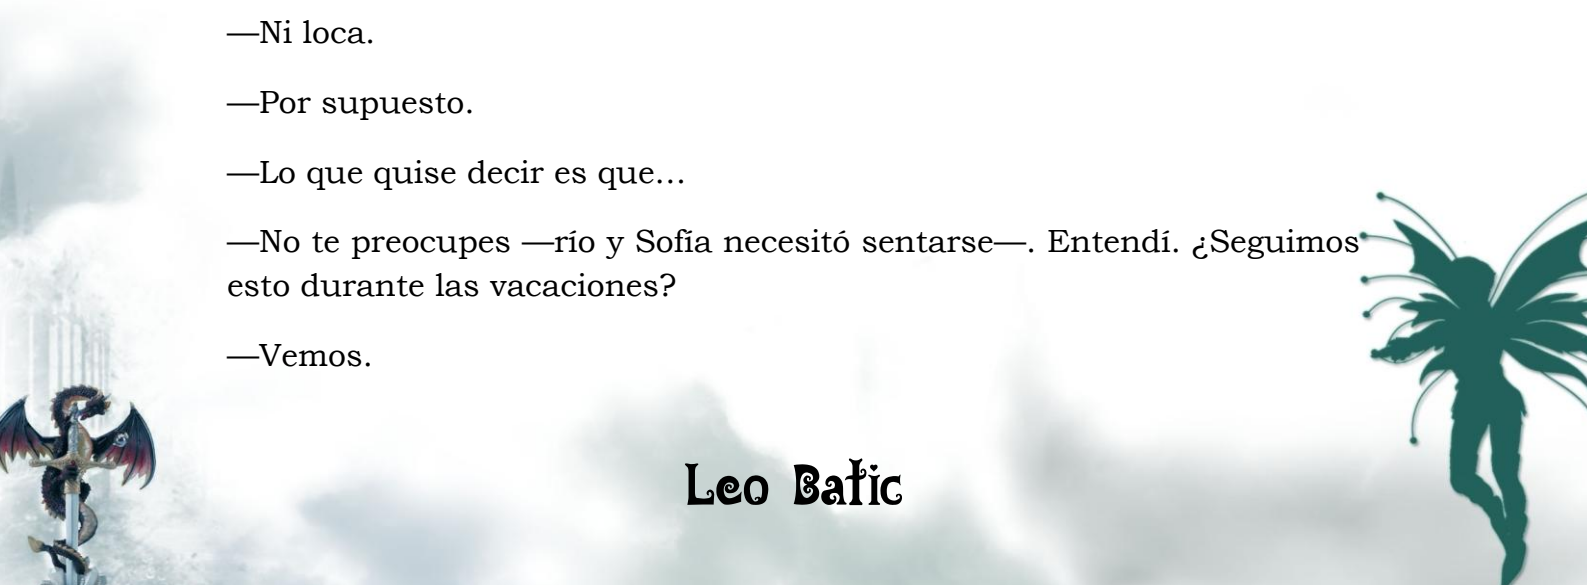 —Ni loca.
—Por supuesto.
—Lo que quise decir es que…
—No te preocupes —río y Sofía necesitó sentarse—. Entendí. ¿Seguimos
esto durante las vacaciones?
—Vemos.
Leo Batic